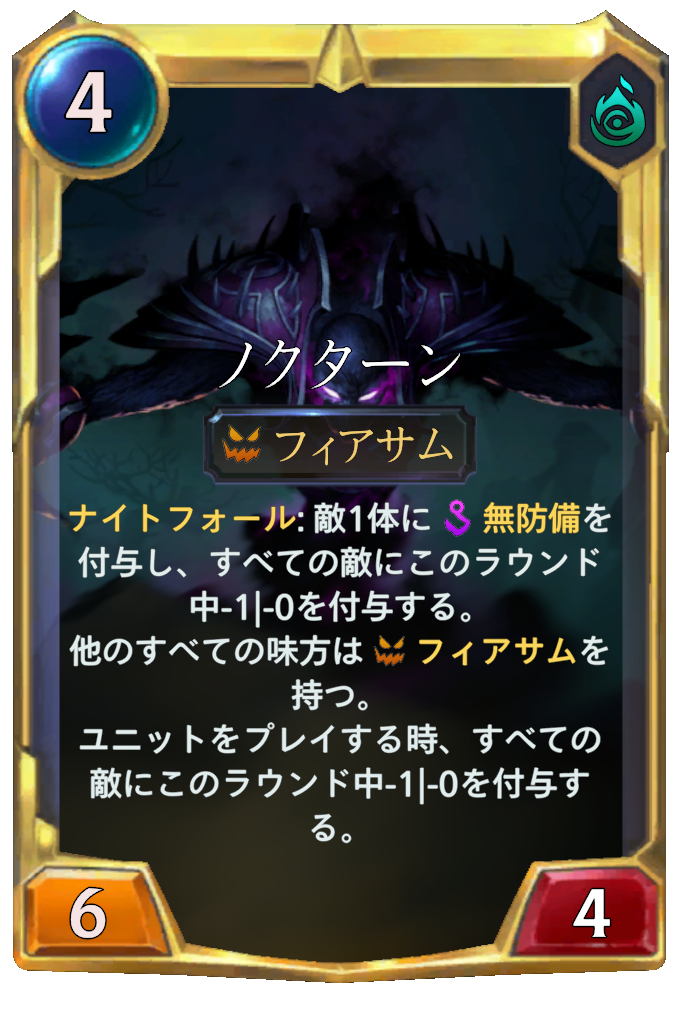 4
ノクターン
フィアサム
ナイトフォール: 敵1体に 無防備を
付与し、すべての敵にこのラウンド
中-1|-0を付与する。
他のすべての味方は フィアサムを
持つ。
ユニットをプレイする時、すべての
敵にこのラウンド中-1|-0を付与す
る。
6
4